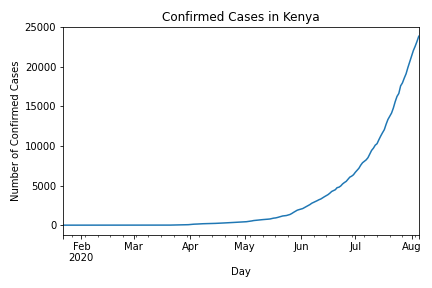 Confirmed Cases in Kenya
Number of Confirmed Cases
25000
20000
15000
10000
5000
0
Feb
2020
Mar
Apr
May
Jun
Jul
Aug
Day